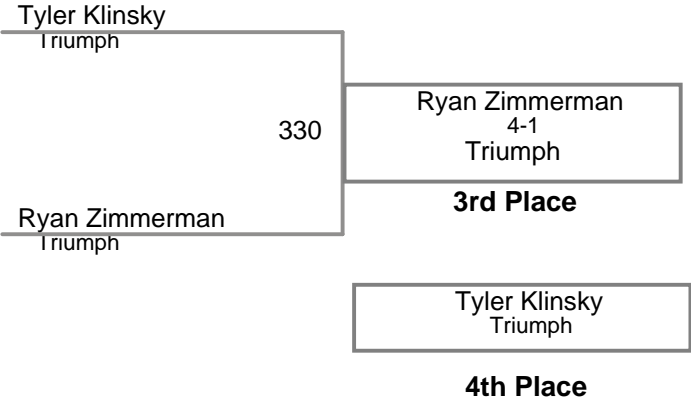 Tyler Klinsky
Triumph
330
Ryan Zimmerman
4-1
Triumph
3rd Place
Ryan Zimmerman
Triumph
Tyler Klinsky
Triumph
4th Place